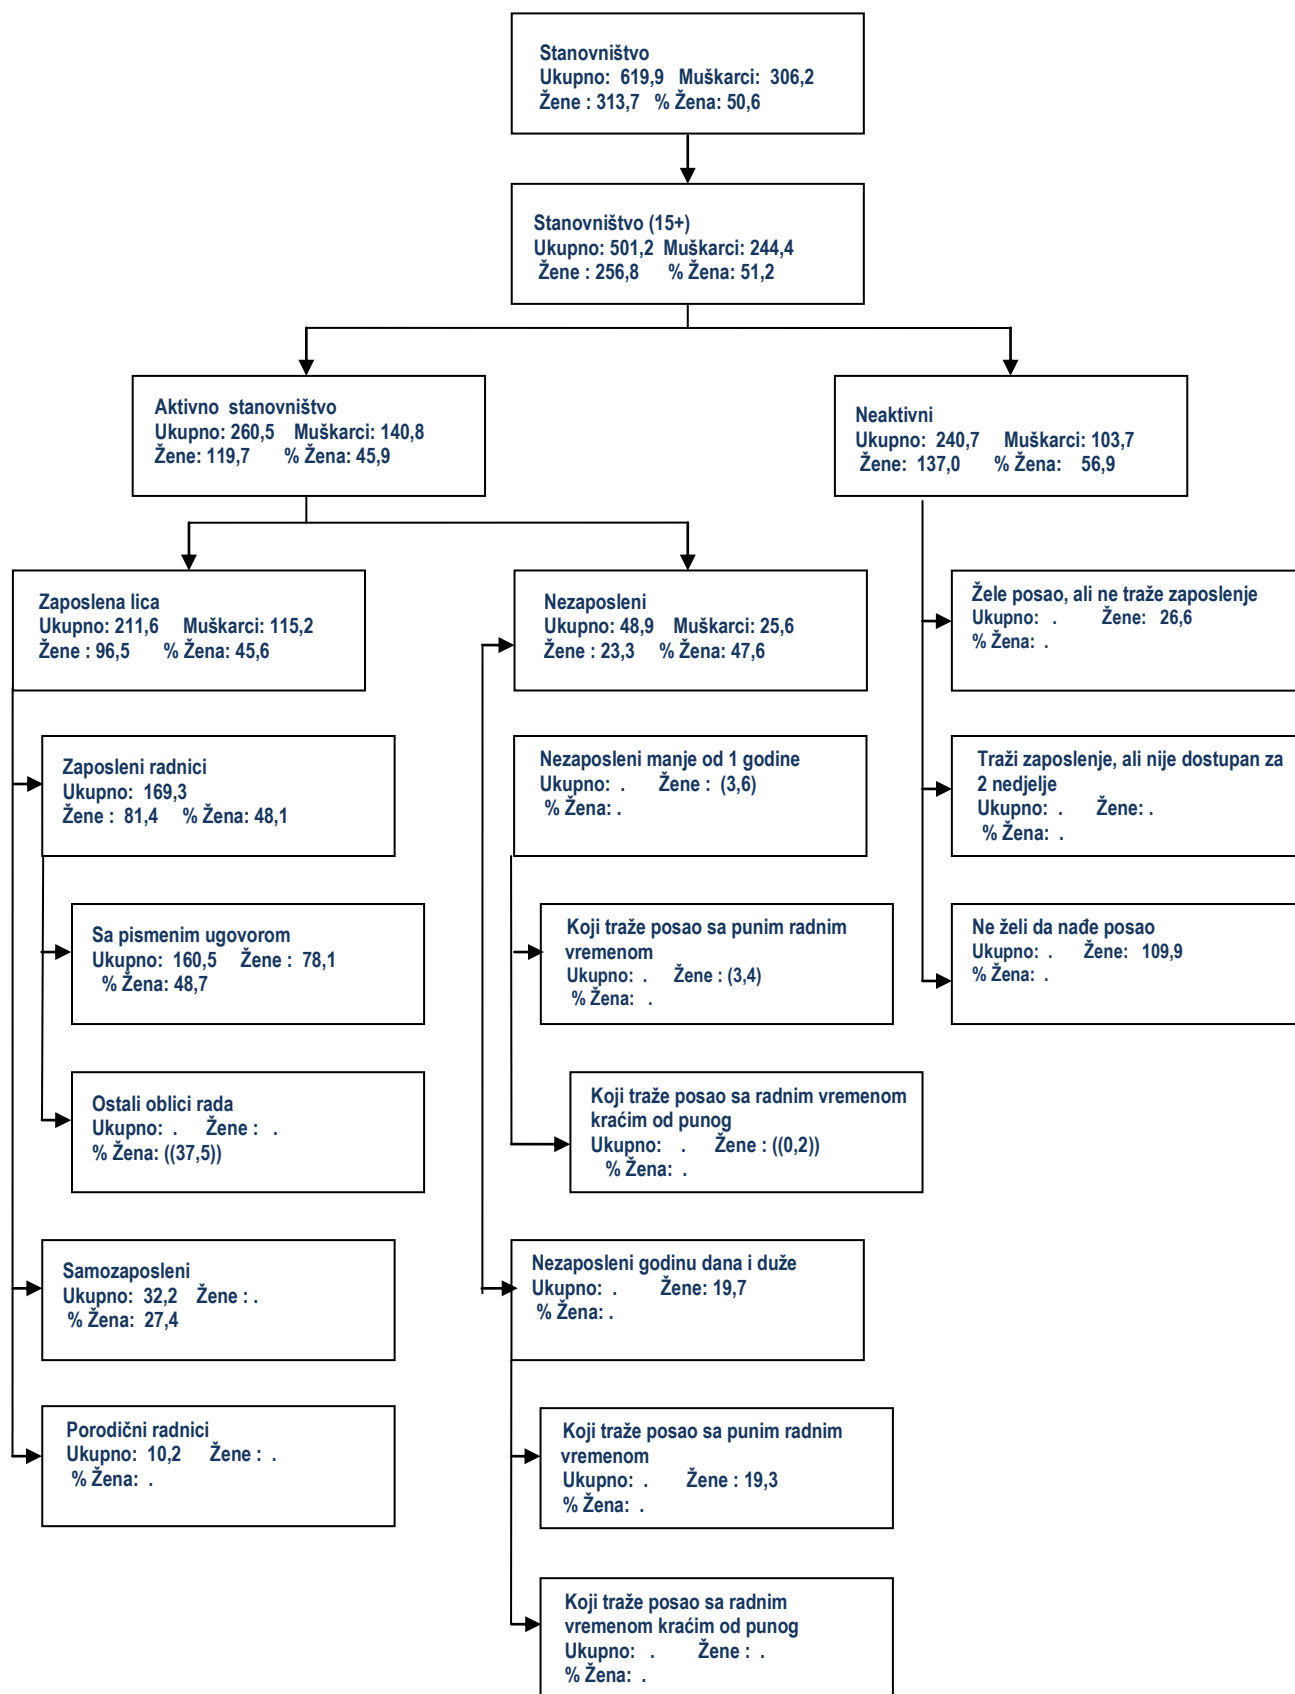 Stanovništvo
Ukupno: 619,9 Muškarci: 306,2
Žene : 313,7 % Žena: 50,6
Stanovništvo (15+)
Ukupno: 501,2 Muškarci: 244,4
Žene : 256,8 % Žena: 51,2
Aktivno stanovništvo
Ukupno: 260,5 Muškarci: 140,8
Žene: 119,7 % Žena: 45,9
Neaktivni
Ukupno: 240,7 Muškarci: 103,7
Žene: 137,0 % Žena: 56,9
Zaposlena lica
Ukupno: 211,6 Muškarci: 115,2
Žene : 96,5 % Žena: 45,6
Zaposleni radnici
Ukupno: 169,3
Žene : 81,4 % Žena: 48,1
Sa pismenim ugovorom
Ukupno: 160,5 Žene : 78,1
% Žena: 48,7
Ostali oblici rada
Ukupno: . Žene : .
% Žena: ((37,5))
Samozaposleni
Ukupno: 32,2 Žene : .
% Žena: 27,4
Porodični radnici
Ukupno: 10,2 Žene : .
% Žena: .
Nezaposleni
Ukupno: 48,9 Muškarci: 25,6
Žene : 23,3 % Žena: 47,6
Nezaposleni manje od 1 godine
Ukupno: . Žene : (3,6)
% Žena: .
Koji traže posao sa punim radnim
vremenom
Ukupno: . Žene : (3,4)
% Žena: .
Koji traže posao sa radnim vremenom
kraćim od punog
Ukupno: . Žene : ((0,2))
% Žena: .
Nezaposleni godinu dana i duže
Ukupno: . Žene: 19,7
% Žena: .
Koji traže posao sa punim radnim
vremenom
Ukupno: . Žene : 19,3
% Žena: .
Koji traže posao sa radnim
vremenom kraćim od punog
Ukupno: . Žene : .
% Žena: .
Žele posao, ali ne traže zaposlenje
Ukupno: . Žene: 26,6
% Žena: .
Traži zaposlenje, ali nije dostupan za
2 nedjelje
Ukupno: . Žene: .
% Žena: .
Ne želi da nađe posao
Ukupno: . Žene: 109,9
% Žena: .